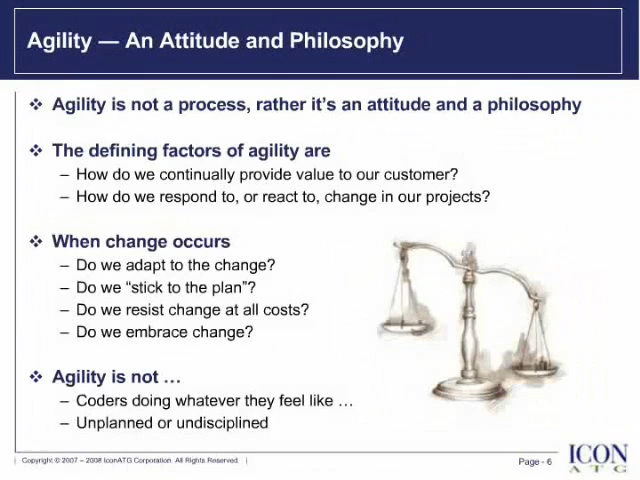 Agility — An Attitude and Philosophy
❖ Agility is not a process, rather it's an attitude and a philosophy
❖ The defining factors of agility are
– How do we continually provide value to our customer?
– How do we respond to, or react to, change in our projects?
❖ When change occurs
– Do we adapt to the change?
– Do we “stick to the plan”?
– Do we resist change at all costs?
– Do we embrace change?
❖ Agility is not …
– Coders doing whatever they feel like …
– Unplanned or undisciplined
Copyright © 2007 – 2008 IconATG Corporation. All Rights Reserved.
Page - 6
ICON
ATG